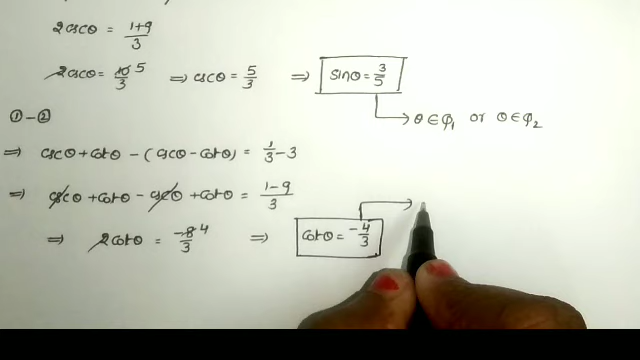 2cscθ = (1+9)/3
2cscθ = 10/3 5 ⇒ cscθ = 5/3 ⇒ sinθ = 3/5
→ θ ∈ φ₁ or θ ∈ φ₂
① - ②
⇒ cscθ + cotθ - (cscθ - cotθ) = 1/3 - 3
⇒ cscθ + cotθ - cscθ + cotθ = (1-9)/3
⇒ 2cotθ = -8/3 4 ⇒ cotθ = -4/3 →